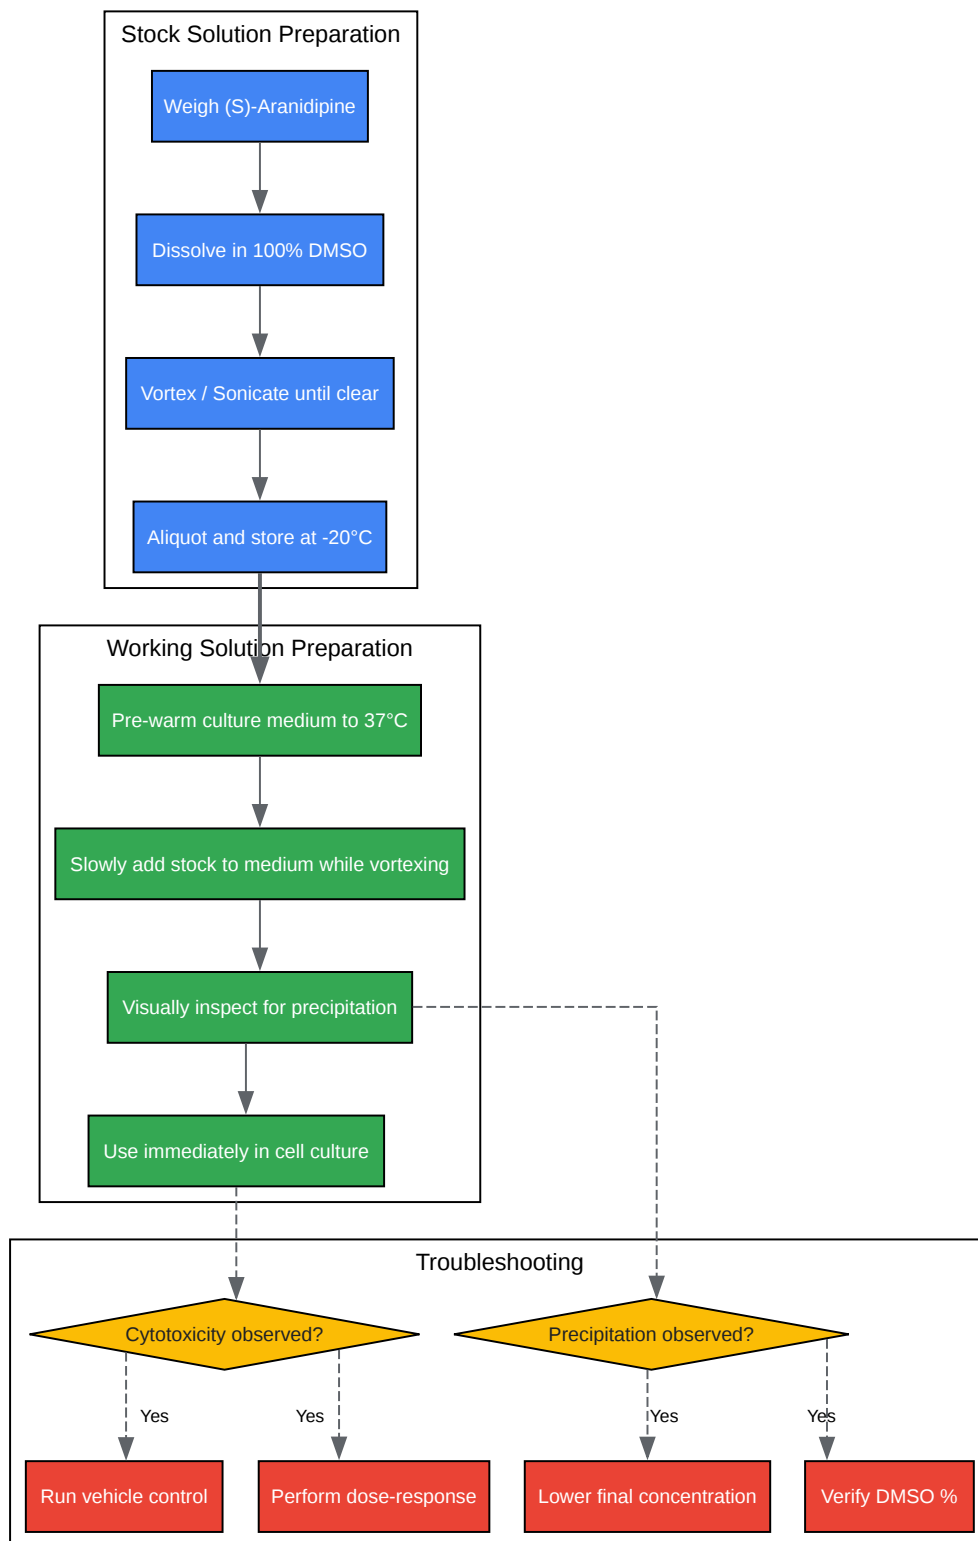 Stock Solution Preparation
Weigh (S)-Aranidipine
Dissolve in 100% DMSO
Vortex / Sonicate until clear
Aliquot and store at -20°C
Working Solution Preparation
Pre-warm culture medium to 37°C
Slowly add stock to medium while vortexing
Visually inspect for precipitation
Use immediately in cell culture
Troubleshooting
Cytotoxicity observed?
Precipitation observed?
Yes
Yes
Yes
Yes
Run vehicle control
Perform dose-response
Lower final concentration
Verify DMSO %